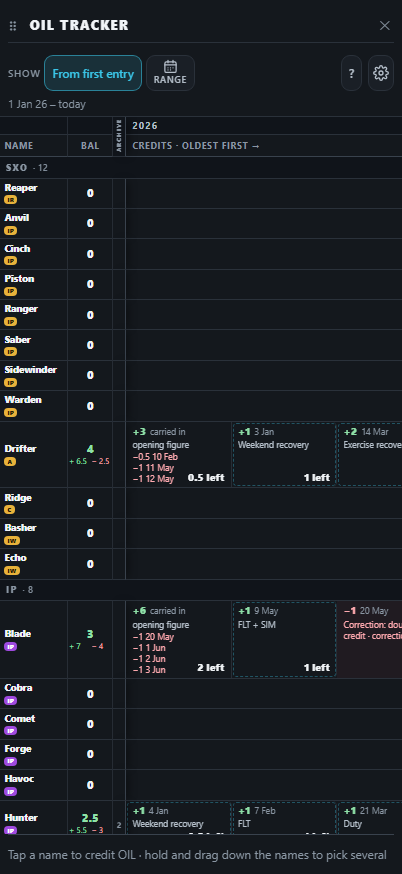 OIL TRACKER
SHOW From first entry RANGE ?
1 Jan 26 – today
ARCHIVE 2026
NAME BAL CREDITS · OLDEST FIRST →
SXO · 12
Reaper 0
IR
Anvil 0
IP
Cinch 0
IP
Piston 0
IP
Ranger 0
IP
Saber 0
IP
Sidewinder 0
IP
Warden 0
IP
Drifter 4
A + 6.5 – 2.5
+3 carried in
opening figure
–0.5 10 Feb
–1 11 May
–1 12 May 0.5 left
+1 3 Jan
Weekend recovery
1 left
+2 14 Mar
Exercise recove
Ridge 0
C
Basher 0
IW
Echo 0
IW
IP · 8
Blade 3
IP + 7 – 4
+6 carried in
opening figure
–1 20 May
–1 1 Jun
–1 2 Jun
–1 3 Jun 2 left
+1 9 May
FLT + SIM
1 left
–1 20 May
Correction: dou
credit · correcti
Cobra 0
IP
Comet 0
IP
Forge 0
IP
Havoc 0
IP
Hunter 2.5
IP + 5.5 – 3 2
+1 4 Jan
Weekend recovery
+1 7 Feb
FLT
+1 21 Mar
Duty
Tap a name to credit OIL · hold and drag down the names to pick several